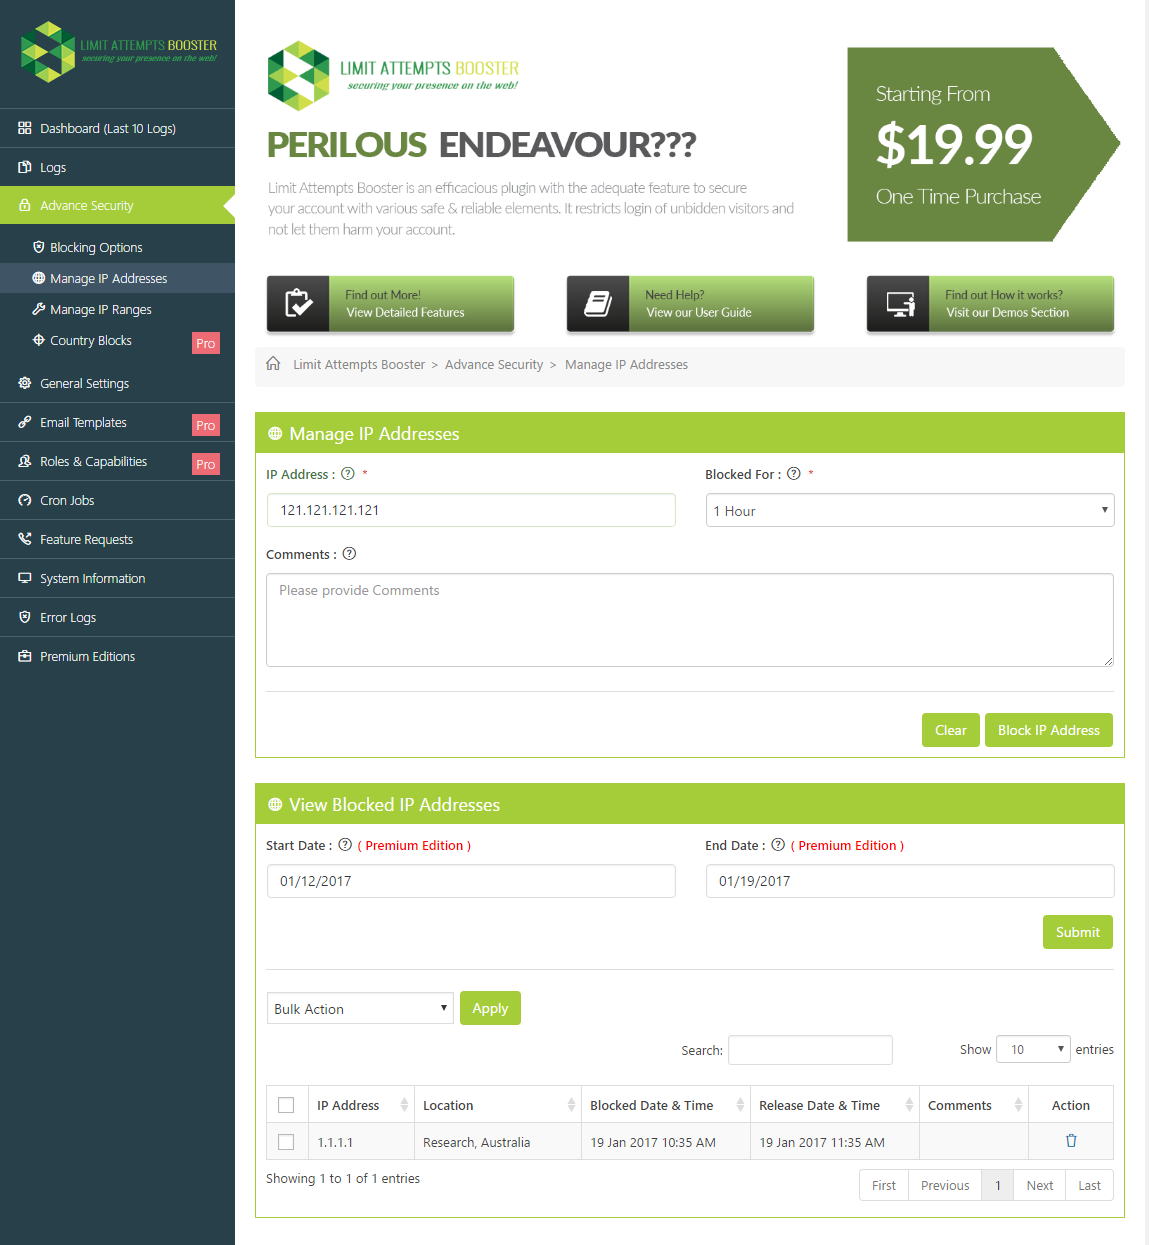 LIMIT ATTEMPTS BOOSTER
securing your presence on the web!
Dashboard (Last 10 Logs)
Logs
Advance Security
Blocking Options
Manage IP Addresses
Manage IP Ranges
Country Blocks
Pro
General Settings
Email Templates
Pro
Roles & Capabilities
Pro
Cron Jobs
Feature Requests
System Information
Error Logs
Premium Editions
LIMIT ATTEMPTS BOOSTER
securing your presence on the web!
PERILOUS ENDEAVOUR???
Limit Attempts Booster is an efficacious plugin with the adequate feature to secure
your account with various safe & reliable elements. It restricts login of unbidden visitors and
not let them harm your account.
Starting From
$19.99
One Time Purchase
Find out More!
View Detailed Features
Need Help?
View our User Guide
Find out How it works?
Visit our Demos Section
Limit Attempts Booster > Advance Security > Manage IP Addresses
Manage IP Addresses
IP Address : ? *
121.121.121.121
Blocked For : ? *
1 Hour
Comments : ?
Please provide Comments
Clear
Block IP Address
View Blocked IP Addresses
Start Date : ? ( Premium Edition )
01/12/2017
End Date : ? ( Premium Edition )
01/19/2017
Submit
Bulk Action
Apply
Search:
Show 10 entries
IP Address Location Blocked Date & Time Release Date & Time Comments Action
1.1.1.1 Research, Australia 19 Jan 2017 10:35 AM 19 Jan 2017 11:35 AM
Showing 1 to 1 of 1 entries
First Previous 1 Next Last